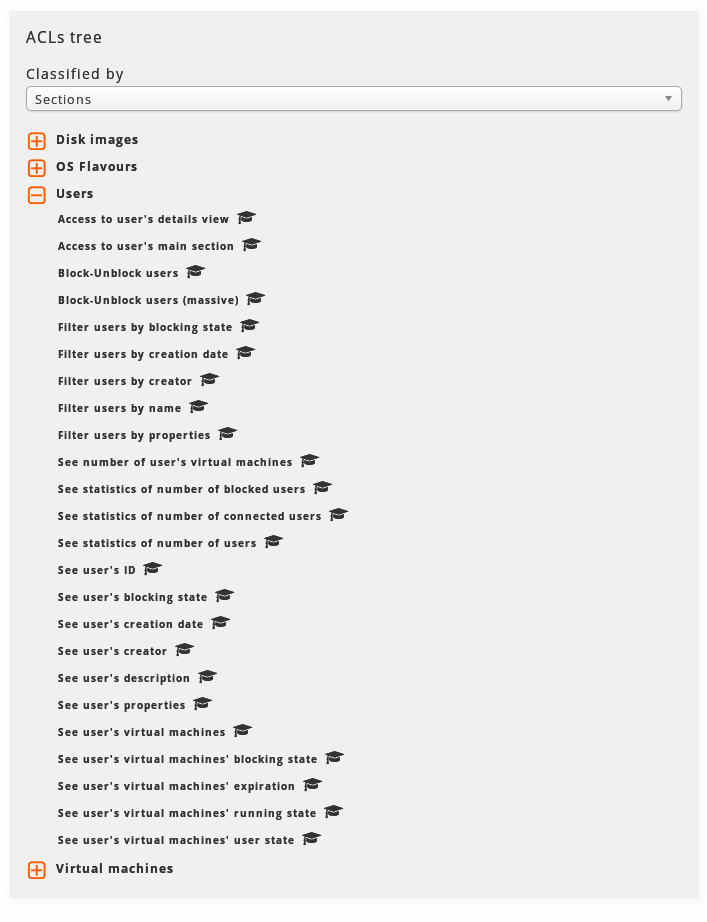 ACLs tree
Classified by
Sections
Disk images
OS Flavours
Users
Access to user's details view
Access to user's main section
Block-Unblock users
Block-Unblock users (massive)
Filter users by blocking state
Filter users by creation date
Filter users by creator
Filter users by name
Filter users by properties
See number of user's virtual machines
See statistics of number of blocked users
See statistics of number of connected users
See statistics of number of users
See user's ID
See user's blocking state
See user's creation date
See user's creator
See user's description
See user's properties
See user's virtual machines
See user's virtual machines' blocking state
See user's virtual machines' expiration
See user's virtual machines' running state
See user's virtual machines' user state
Virtual machines